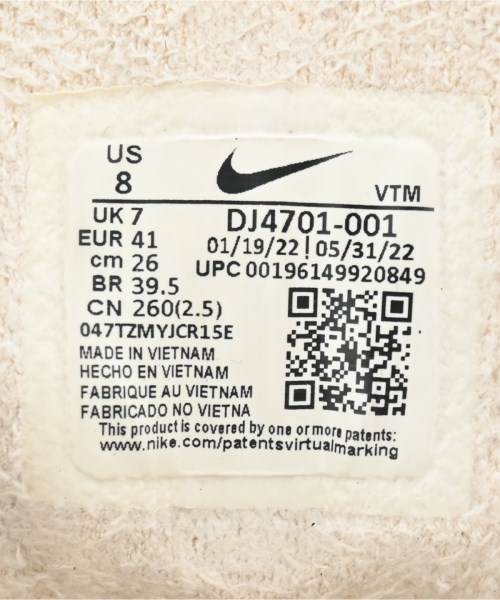 US
8
VTM
UK 7
EUR 41
cm 26
BR 39.5
CN 260(2.5)
DJ4701-001
01/19/22 | 05/31/22
UPC 00196149920849
047TZMYJCR15E
MADE IN VIETNAM
HECHO EN VIETNAM
FABRIQUE AU VIETNAM
FABRICADO NO VIETNA
This product is covered by one or more patents:
www.nike.com/patentsvirtualmarking